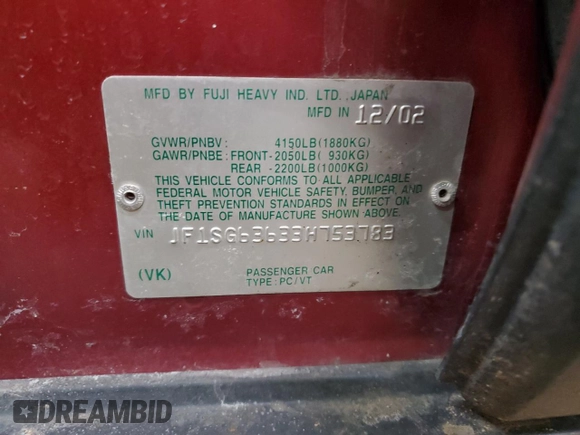 MFD BY FUJI HEAVY IND. LTD. JAPAN
MFD IN 12/02
GVWR/PNBV: 4150LB(1880KG)
GAWR/PNBE: FRONT-2050LB( 930KG)
REAR -2200LB(1000KG)
THIS VEHICLE CONFORMS TO ALL APPLICABLE
FEDERAL MOTOR VEHICLE SAFETY, BUMPER, AND
THEFT PREVENTION STANDARDS IN EFFECT ON THE
DATE OF MANUFACTURE SHOWN ABOVE.
VIN JF1SG63633H753783
(VK) PASSENGER CAR
TYPE:PC/VT
DREAMBID